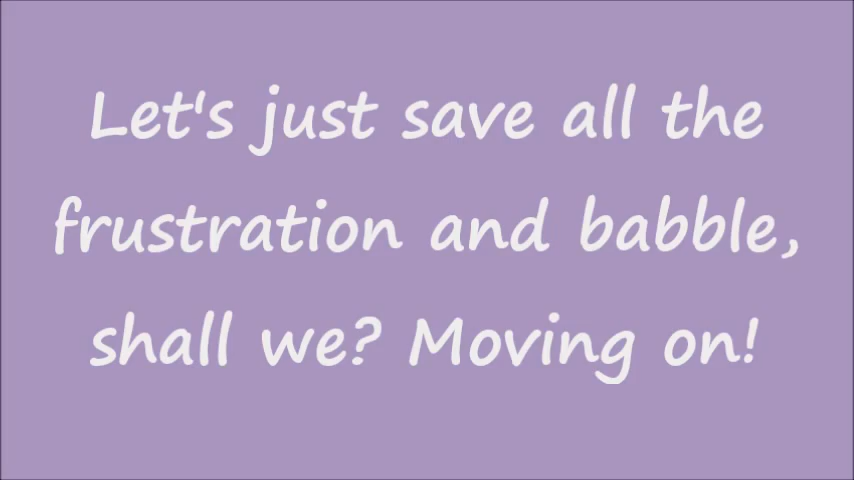 Let's just save all the
frustration and babble,
shall we? Moving on!